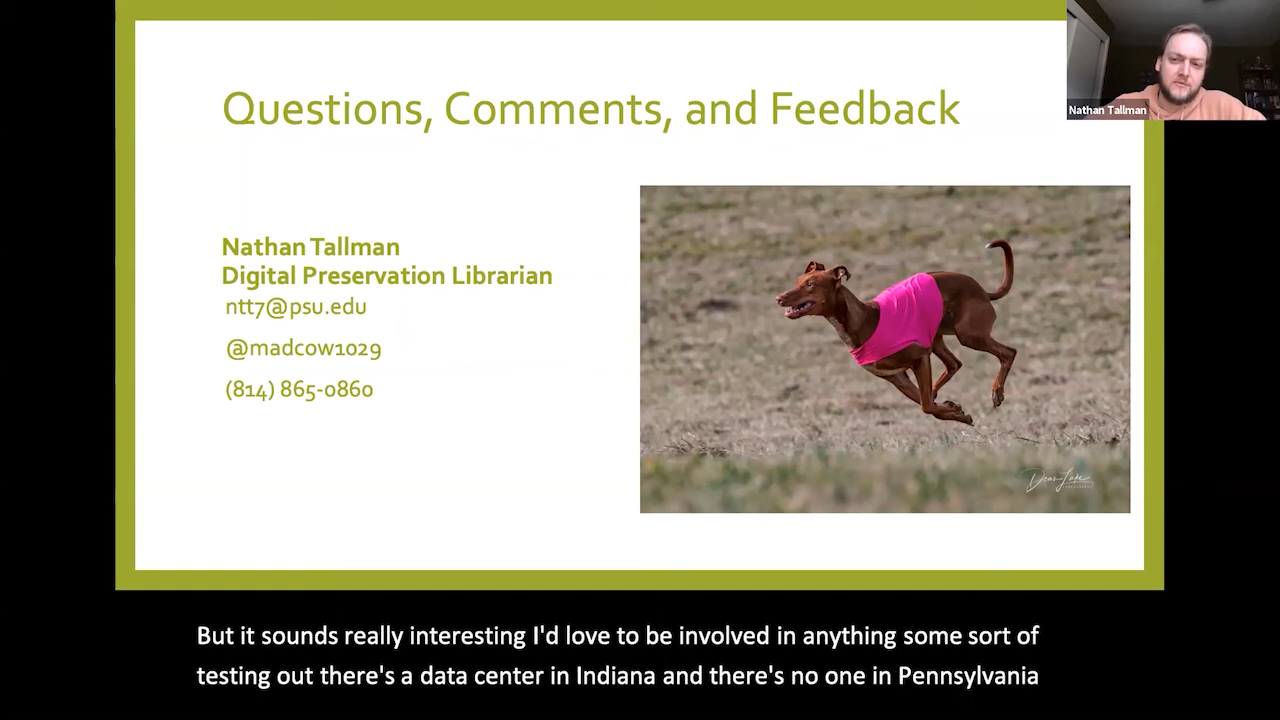 Questions, Comments, and Feedback
Nathan Tallman
Nathan Tallman
Digital Preservation Librarian
ntt7@psu.edu
@madcow1029
(814) 865-0860
But it sounds really interesting I'd love to be involved in anything some sort of
testing out there's a data center in Indiana and there's no one in Pennsylvania